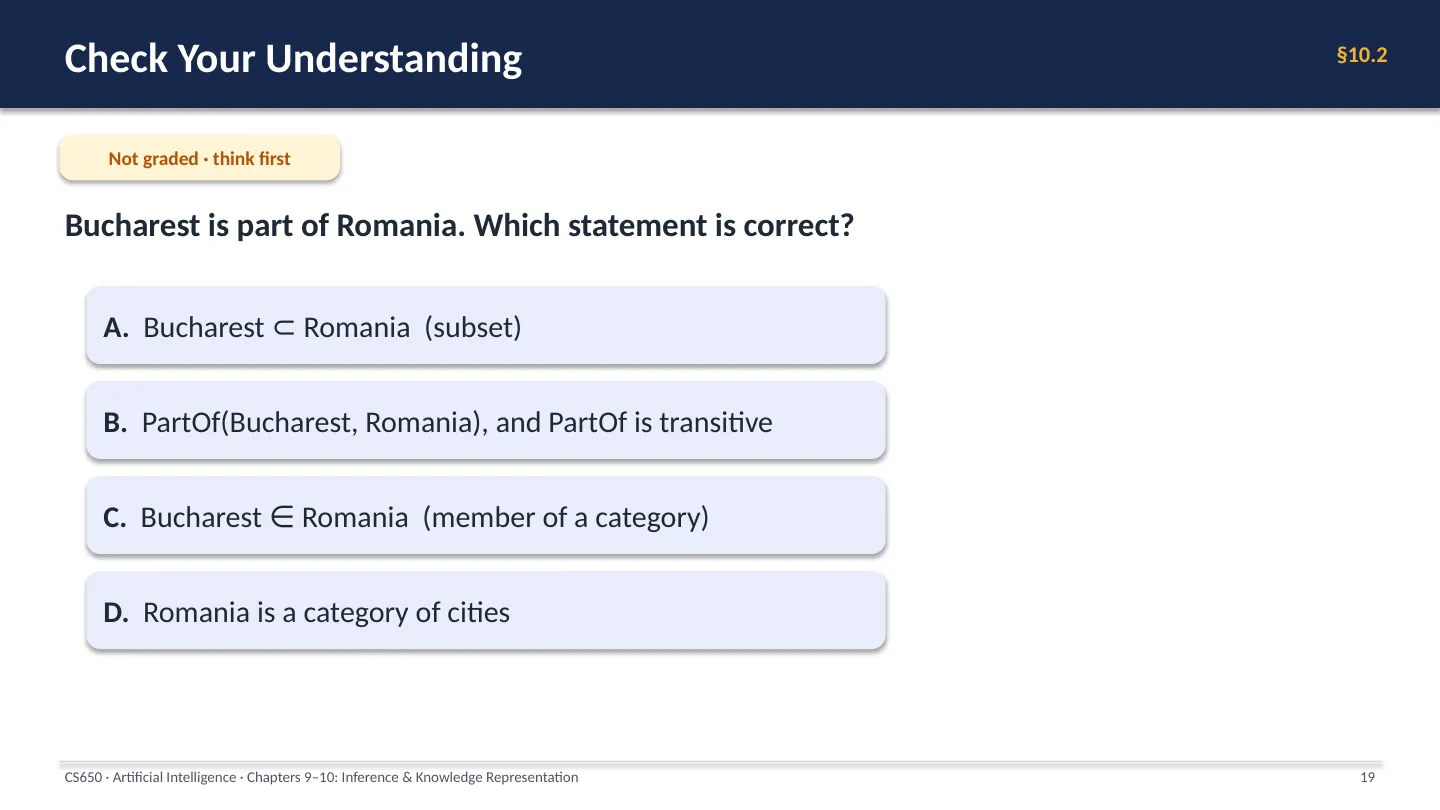 Check Your Understanding
§10.2
Not graded · think first
Bucharest is part of Romania. Which statement is correct?
A. Bucharest ⊂ Romania (subset)
B. PartOf(Bucharest, Romania), and PartOf is transitive
C. Bucharest ∈ Romania (member of a category)
D. Romania is a category of cities
CS650 · Artificial Intelligence · Chapters 9–10: Inference & Knowledge Representation
19